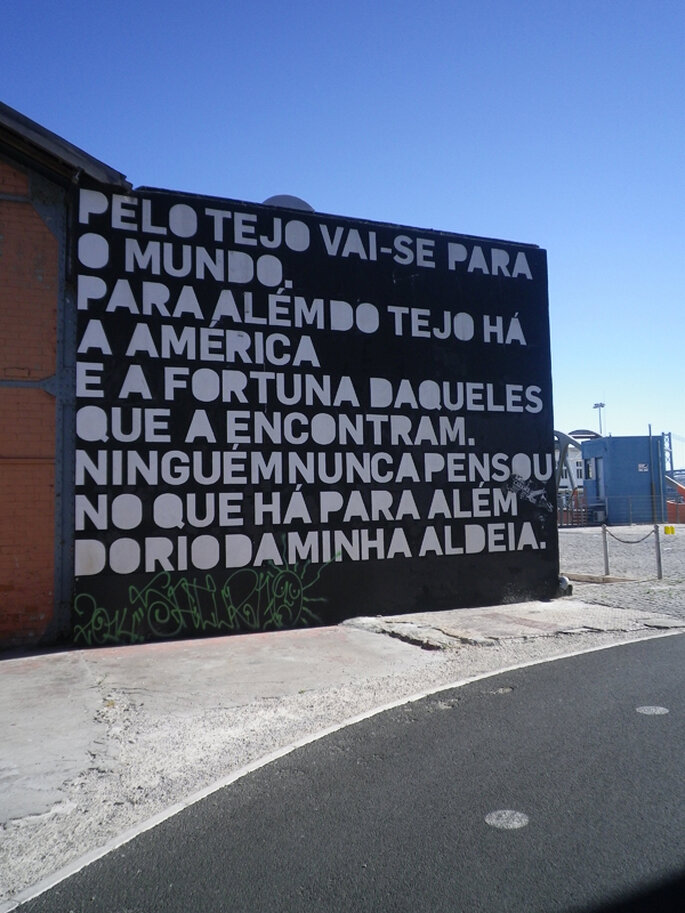 PELO TEJO VAI-SE PARA
O MUNDO.
PARA ALÉM DO TEJO HÁ
A AMÉRICA
E A FORTUNA DAQUELES
QUE A ENCONTRAM.
NINGUÉM NUNCA PENSOU
NO QUE HÁ PARA ALÉM
DO RIO DA MINHA ALDEIA.